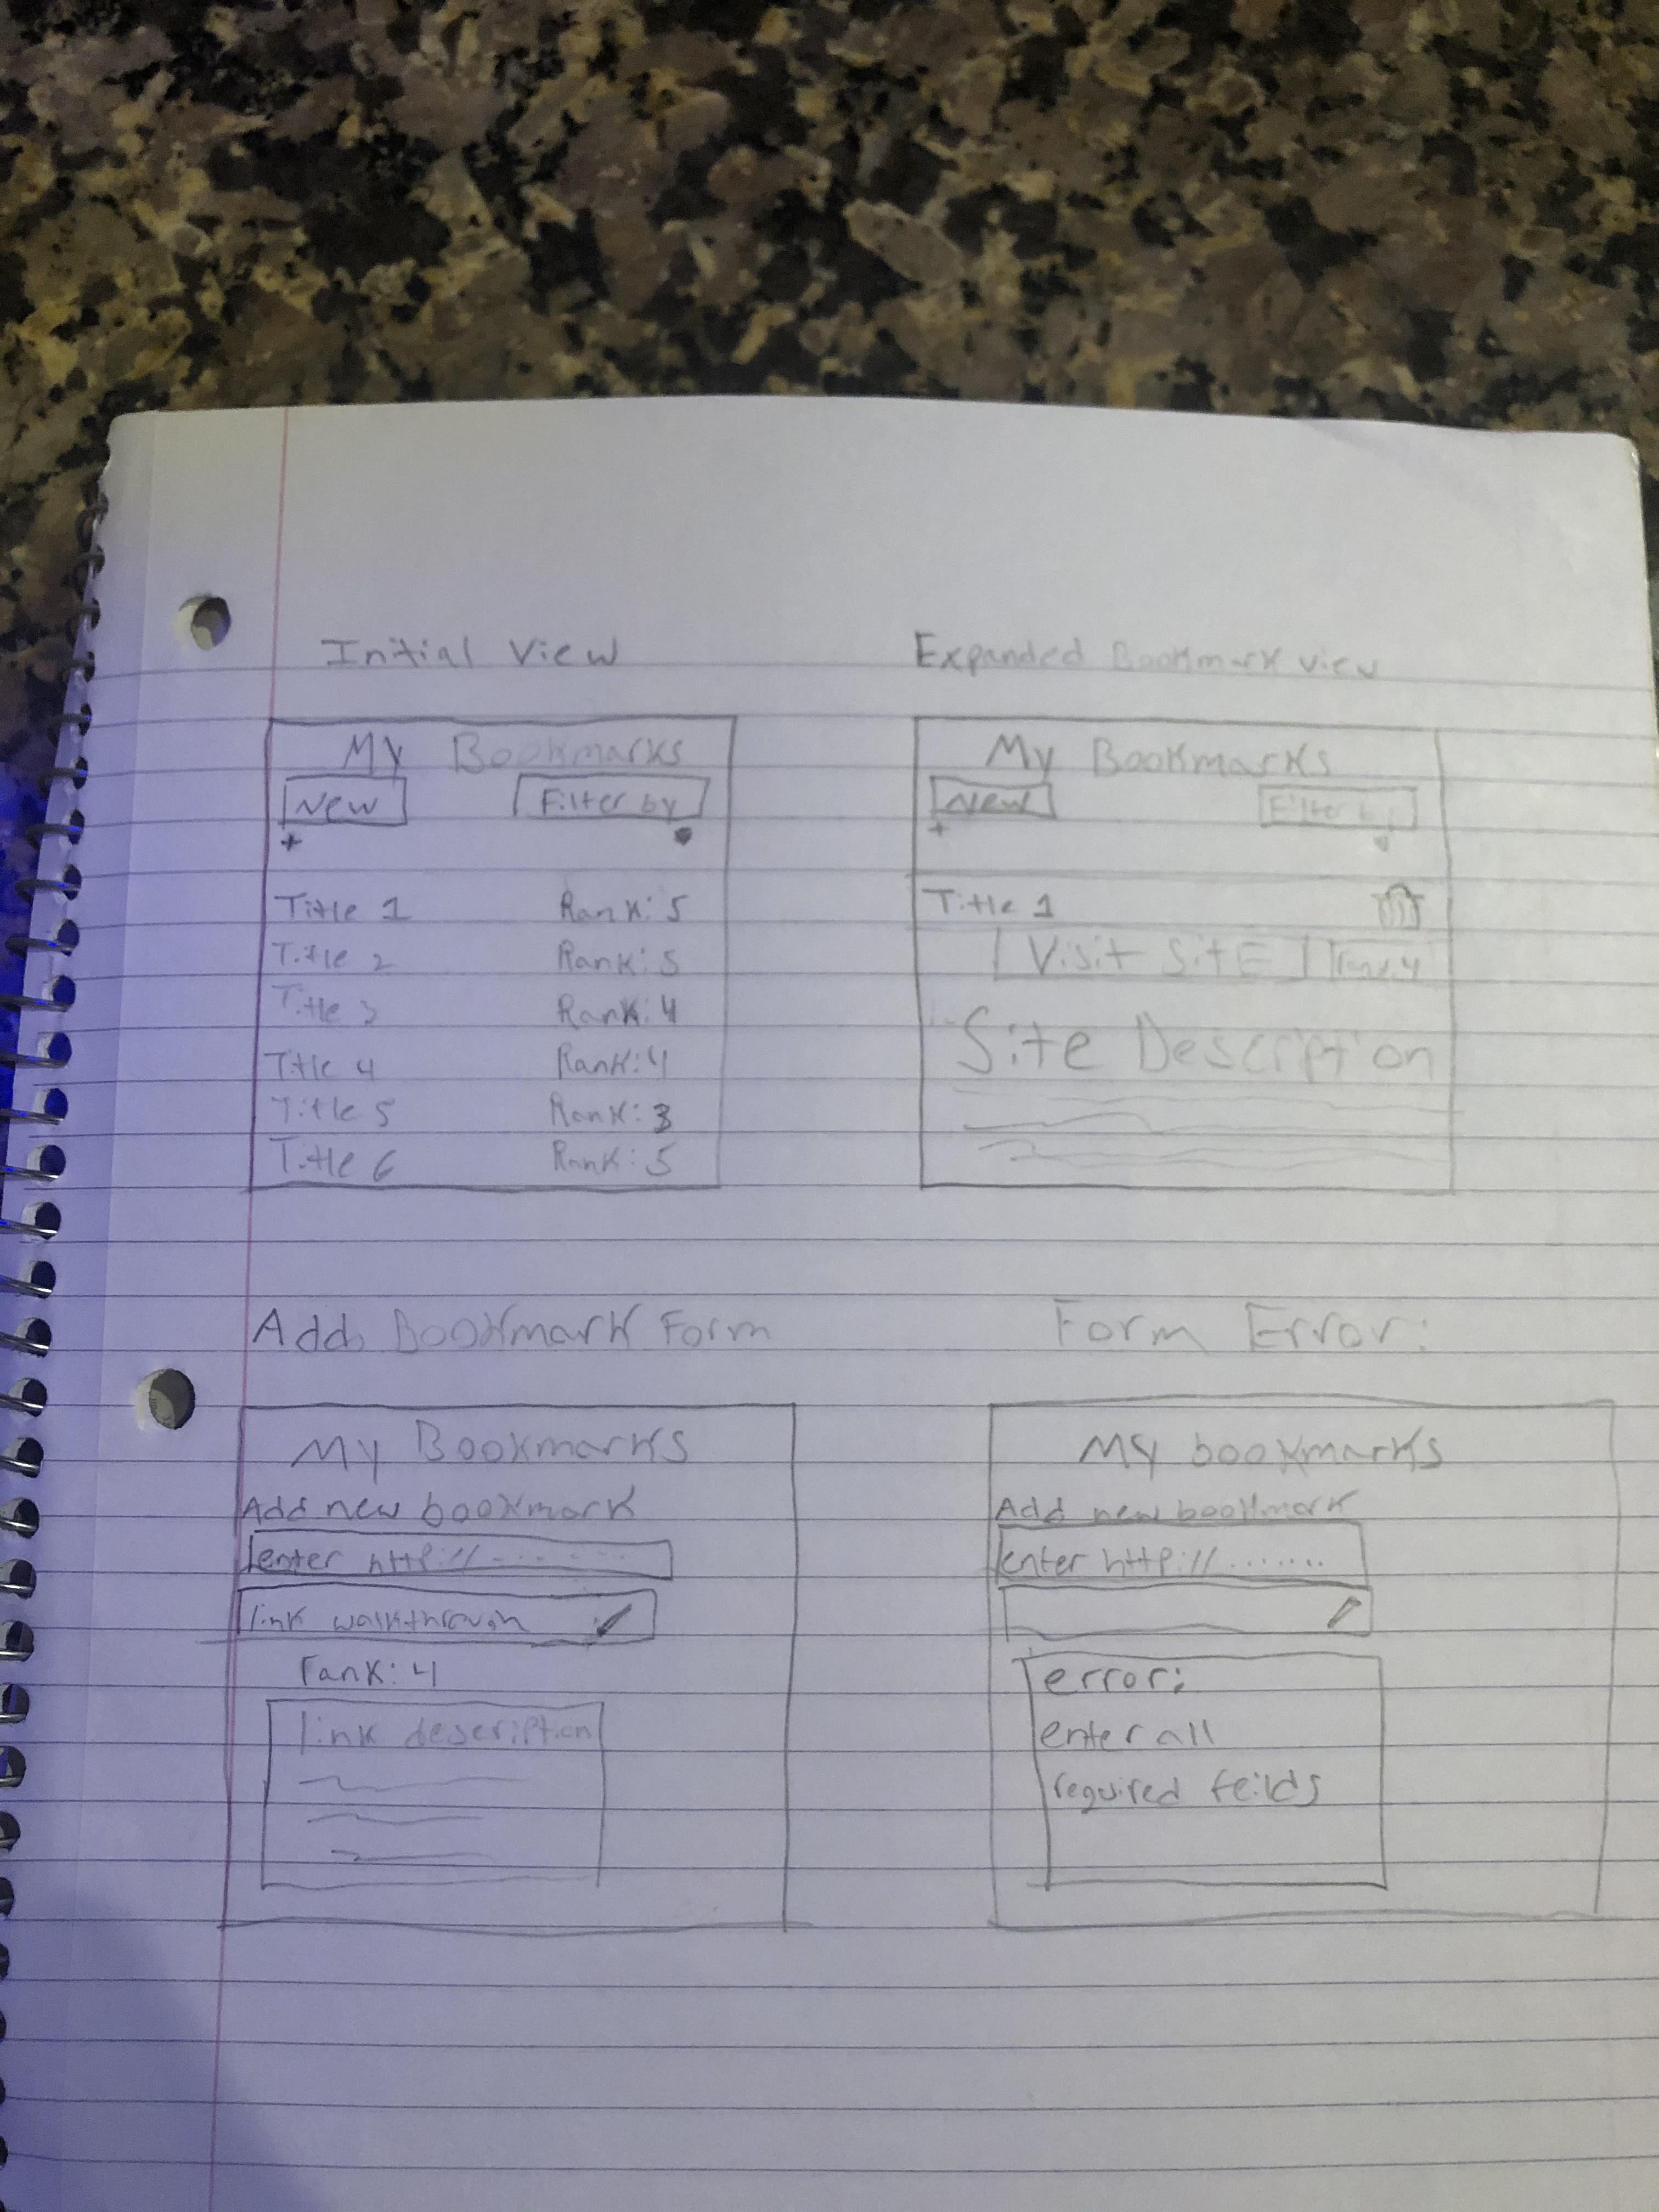 Initial View
My Bookmarks
New
Filter by
+
Title 1 Rank: 5
Title 2 Rank: 5
Title 3 Rank: 4
Title 4 Rank: 4
Title 5 Rank: 3
Title 6 Rank: 5
Expanded Bookmark view
My Bookmarks
New
Filter by
+
Title 1
Visit SitE
Site Description
Add Bookmark Form
My Bookmarks
Add new bookmark
enter http://.......
link walkthrough
rank: 4
link description
Form Error:
My bookmarks
Add new bookmark
enter http://.......
error:
enter all
required feilds